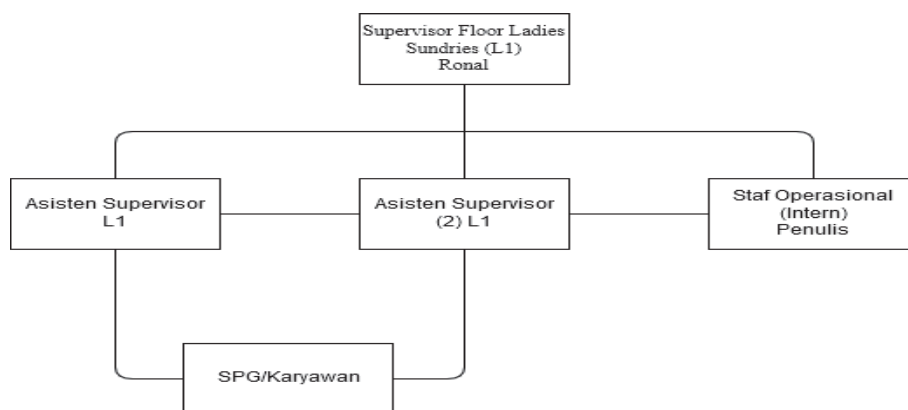 Supervisor Floor Ladies
Sundries (L1)
Ronal
Asisten Supervisor
L1
Asisten Supervisor
(2) L1
Staf Operasional
(Intern)
Penulis
SPG/Karyawan